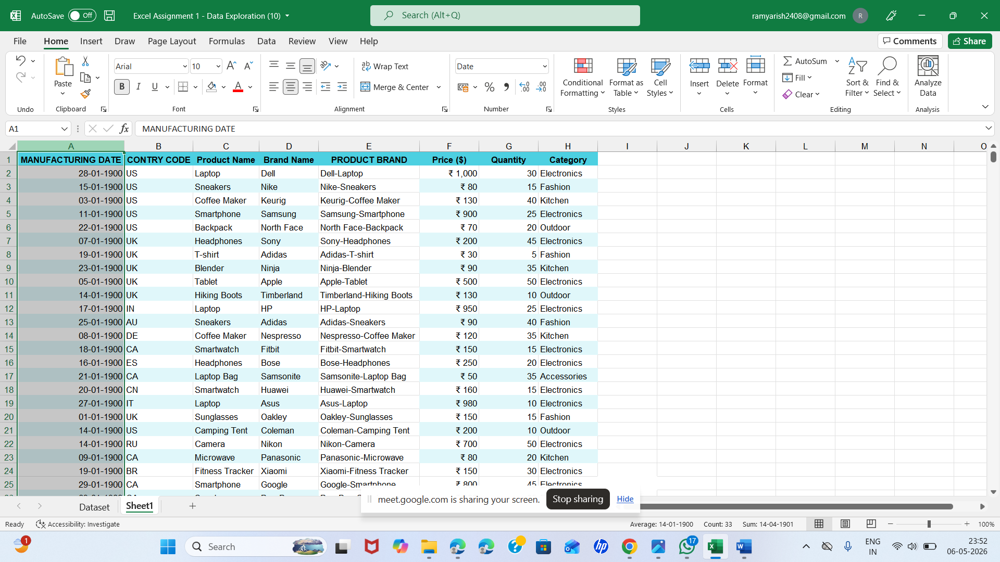 AutoSave Off Excel Assignment 1 - Data Exploration (10) Search (Alt+Q) ramyarish2408@gmail.com R
File Home Insert Draw Page Layout Formulas Data Review View Help Comments Share
Paste Arial 10 Wrap Text Date AutoSum
Merge & Center Conditional Formatting Format as Table Cell Styles Insert Delete Format Fill Clear Sort & Filter Find & Select Analyze Data
Undo Clipboard Font Alignment Number Styles Cells Editing Analysis
A1 fx MANUFACTURING DATE
A B C D E F G H I J K L M N O
1 MANUFACTURING DATE CONTRY CODE Product Name Brand Name PRODUCT BRAND Price ($) Quantity Category
2 28-01-1900 US Laptop Dell Dell-Laptop ₹ 1,000 30 Electronics
3 15-01-1900 US Sneakers Nike Nike-Sneakers ₹ 80 15 Fashion
4 03-01-1900 US Coffee Maker Keurig Keurig-Coffee Maker ₹ 130 40 Kitchen
5 11-01-1900 US Smartphone Samsung Samsung-Smartphone ₹ 900 25 Electronics
6 22-01-1900 US Backpack North Face North Face-Backpack ₹ 70 20 Outdoor
7 07-01-1900 UK Headphones Sony Sony-Headphones ₹ 200 45 Electronics
8 19-01-1900 UK T-shirt Adidas Adidas-T-shirt ₹ 30 5 Fashion
9 23-01-1900 UK Blender Ninja Ninja-Blender ₹ 90 35 Kitchen
10 05-01-1900 UK Tablet Apple Apple-Tablet ₹ 500 50 Electronics
11 14-01-1900 UK Hiking Boots Timberland Timberland-Hiking Boots ₹ 130 10 Outdoor
12 17-01-1900 IN Laptop HP HP-Laptop ₹ 950 25 Electronics
13 25-01-1900 AU Sneakers Adidas Adidas-Sneakers ₹ 90 40 Fashion
14 08-01-1900 DE Coffee Maker Nespresso Nespresso-Coffee Maker ₹ 120 35 Kitchen
15 18-01-1900 CA Smartwatch Fitbit Fitbit-Smartwatch ₹ 150 15 Electronics
16 16-01-1900 ES Headphones Bose Bose-Headphones ₹ 250 20 Electronics
17 21-01-1900 CA Laptop Bag Samsonite Samsonite-Laptop Bag ₹ 50 35 Accessories
18 20-01-1900 CN Smartwatch Huawei Huawei-Smartwatch ₹ 160 15 Electronics
19 27-01-1900 IT Laptop Asus Asus-Laptop ₹ 980 10 Electronics
20 01-01-1900 UK Sunglasses Oakley Oakley-Sunglasses ₹ 150 15 Fashion
21 14-01-1900 US Camping Tent Coleman Coleman-Camping Tent ₹ 200 10 Outdoor
22 14-01-1900 RU Camera Nikon Nikon-Camera ₹ 700 50 Electronics
23 09-01-1900 CA Microwave Panasonic Panasonic-Microwave ₹ 80 20 Kitchen
24 19-01-1900 BR Fitness Tracker Xiaomi Xiaomi-Fitness Tracker ₹ 150 30 Electronics
25 29-01-1900 CA Smartphone Google Google-Smartphone ₹ 800 45 Electronics
meet.google.com is sharing your screen. Stop sharing Hide
Dataset Sheet1
Ready Accessibility: Investigate Average: 14-01-1900 Count: 33 Sum: 14-04-1901 100%
1 Search hp 17 ENG IN 23:52 06-05-2026